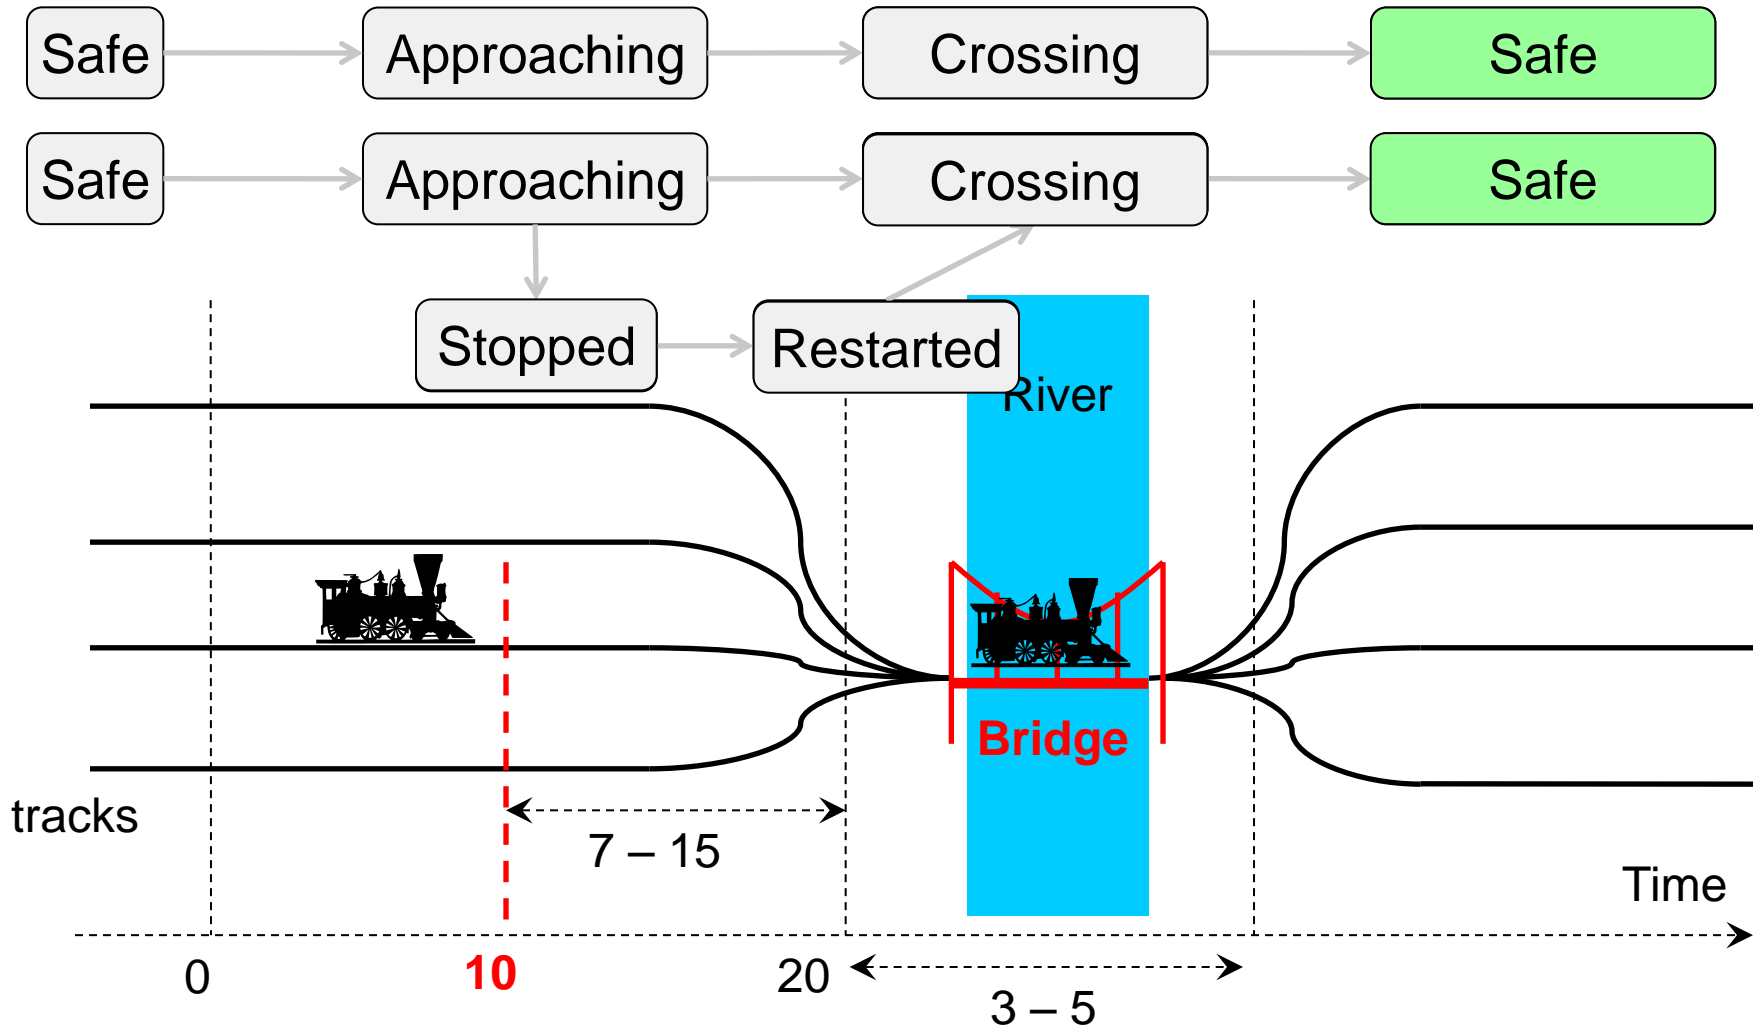 Safe Approaching Crossing Safe
Safe Approaching Crossing Safe
Stopped Restarted
River
Bridge
tracks
7 – 15
Time
0 10 20
3 – 5